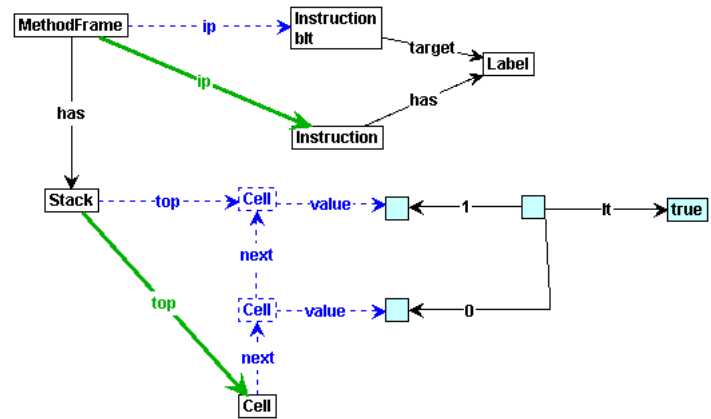 MethodFrame
ip
Instruction
blt
target
Label
ip
has
has
Instruction
Stack
top
Cell
value
1
lt
true
next
top
Cell
value
0
next
Cell